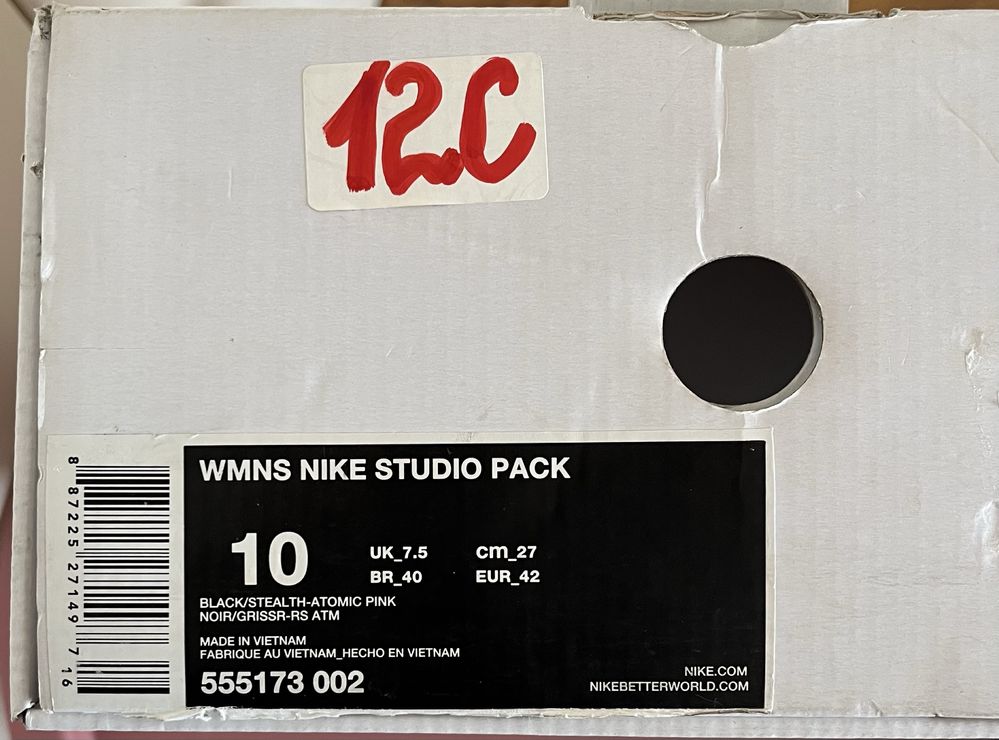 12.C
WMNS NIKE STUDIO PACK
10
UK_7.5 cm_27
BR_40 EUR_42
BLACK/STEALTH-ATOMIC PINK
NOIR/GRISSR-RS ATM
MADE IN VIETNAM
FABRIQUE AU VIETNAM_HECHO EN VIETNAM
555173 002
NIKE.COM
NIKEBETTERWORLD.COM
8 87225 27149 7 16